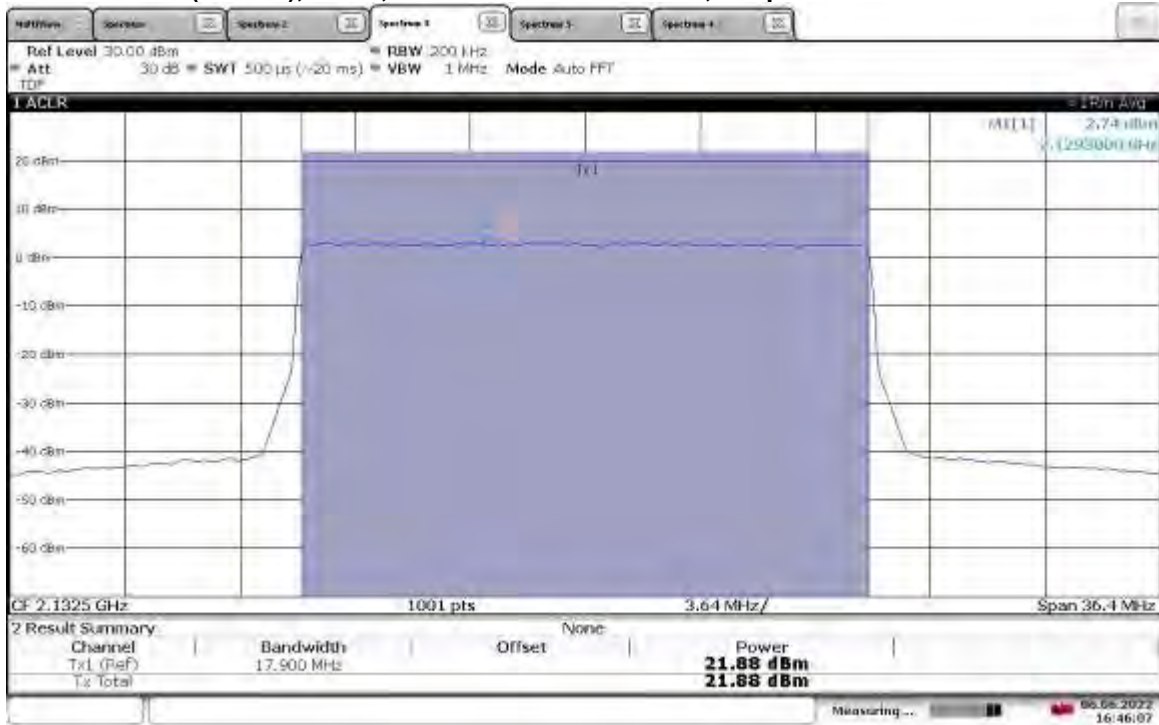 MultiView Spectrum Spectrum 2 Spectrum 3 Spectrum 5 Spectrum 4
Ref Level 30.00 dBm RBW 200 kHz
Att 30 dB SWT 500 µs (~20 ms) VBW 1 MHz Mode Auto FFT
TDF
1 ACLR 1Rm Avg
M1[1] 2.74 dBm
Tx1
20 dBm
10 dBm
0 dBm
-10 dBm
-20 dBm
-30 dBm
-40 dBm
-50 dBm
-60 dBm
CF 2.1325 GHz 1001 pts 3.64 MHz/ Span 36.4 MHz
2 Result Summary None
Channel Bandwidth Offset Power
Tx1 (Ref) 17.900 MHz 21.88 dBm
Tx Total 21.88 dBm
Measuring... 06.06.2022
16:46:07